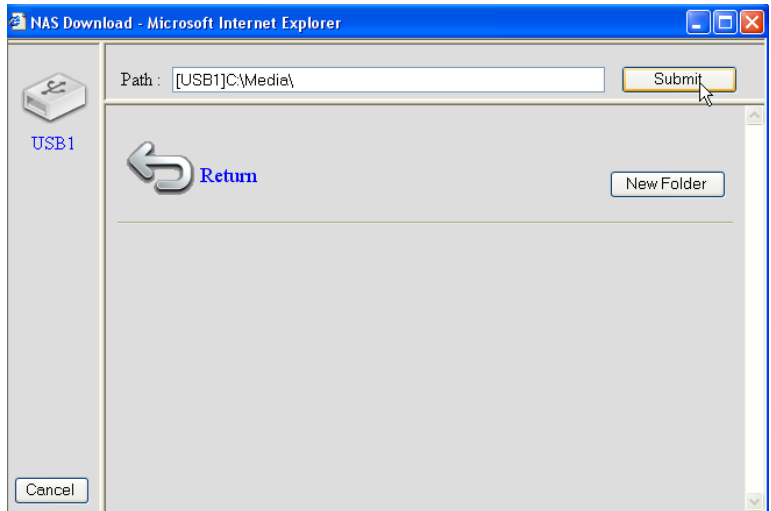 NAS Download - Microsoft Internet Explorer
Path : [USB1]C:\Media\ Submit
USB1
Return
New Folder
Cancel